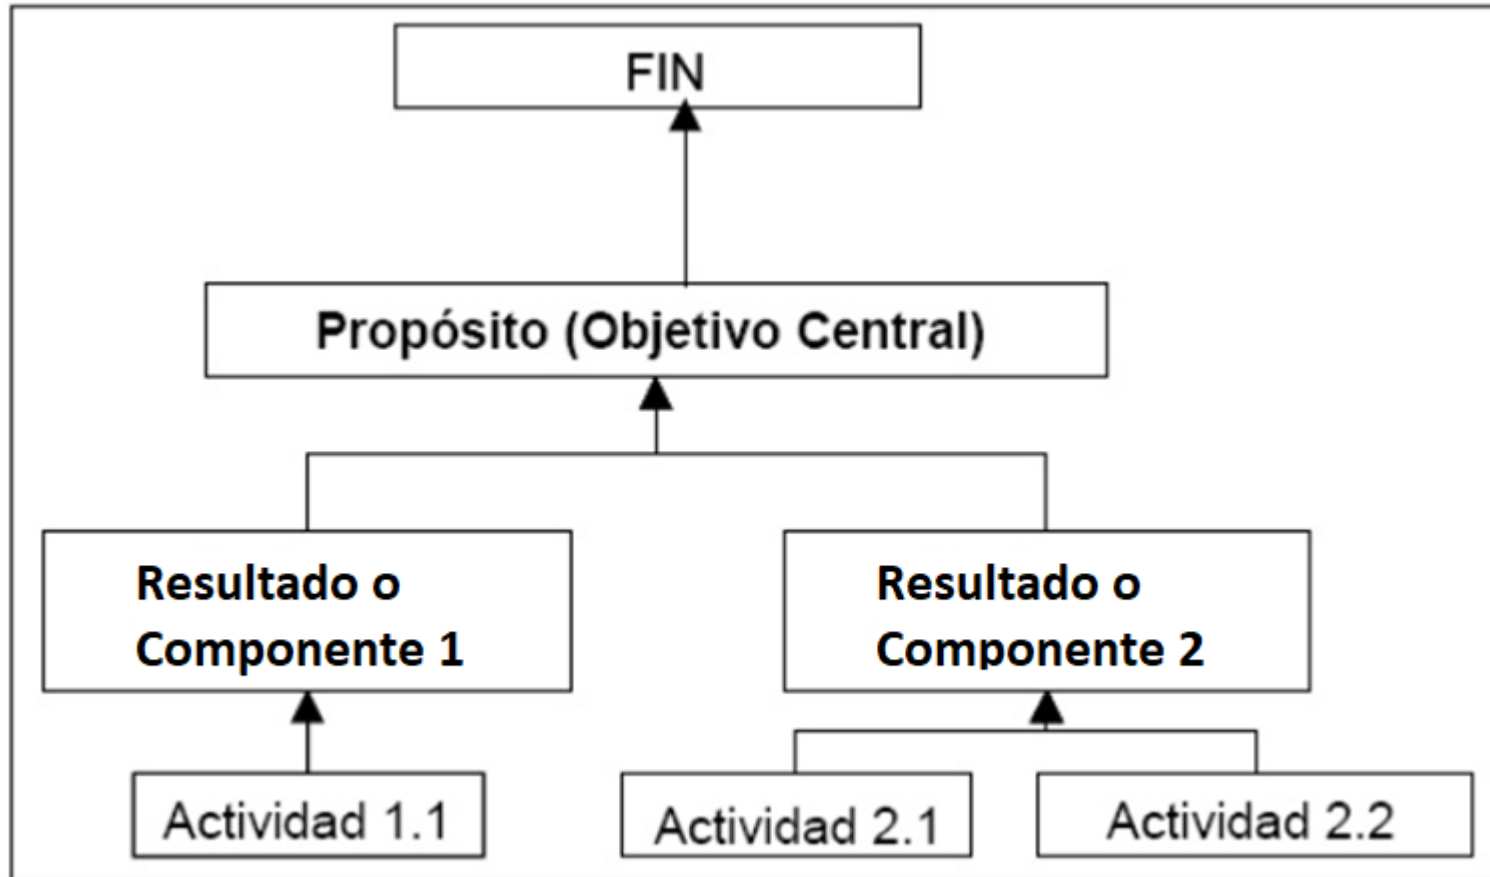 FIN
Propósito (Objetivo Central)
Resultado o
Componente 1
Resultado o
Componente 2
Actividad 1.1
Actividad 2.1
Actividad 2.2